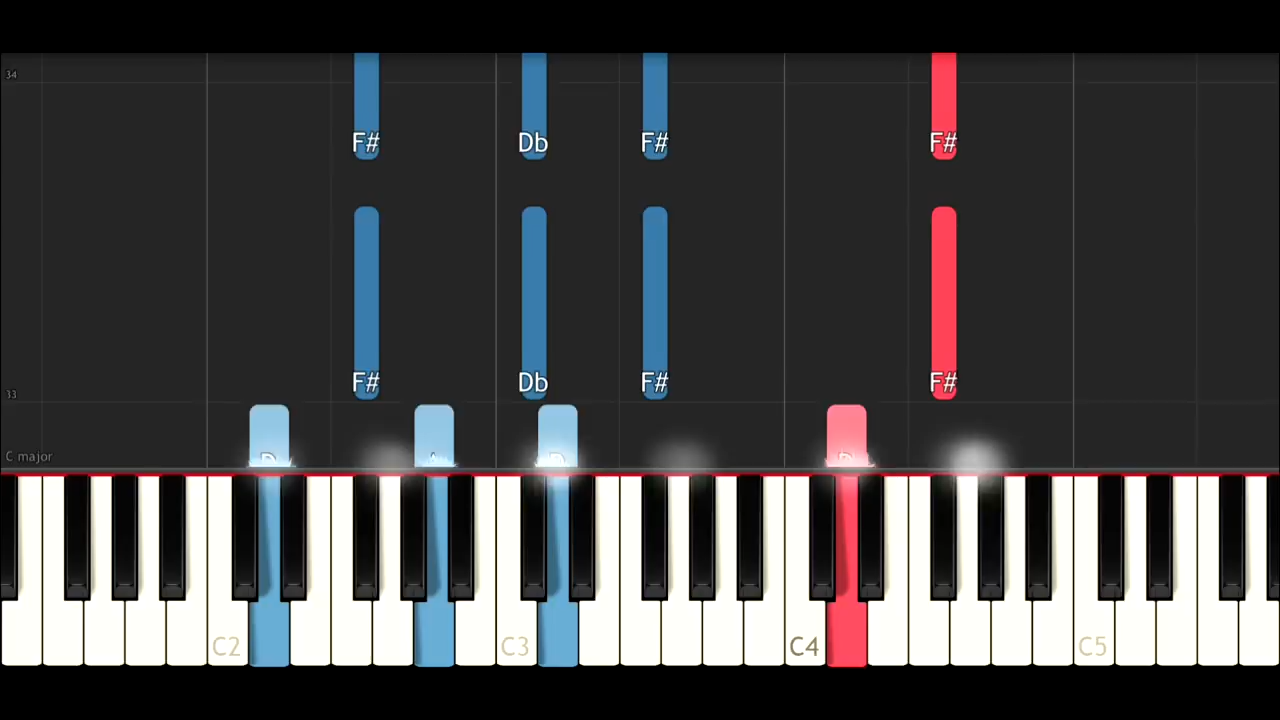 34
F# Db F# F#
F# Db F# F#
33
C major
D A D D
C2 C3 C4 C5